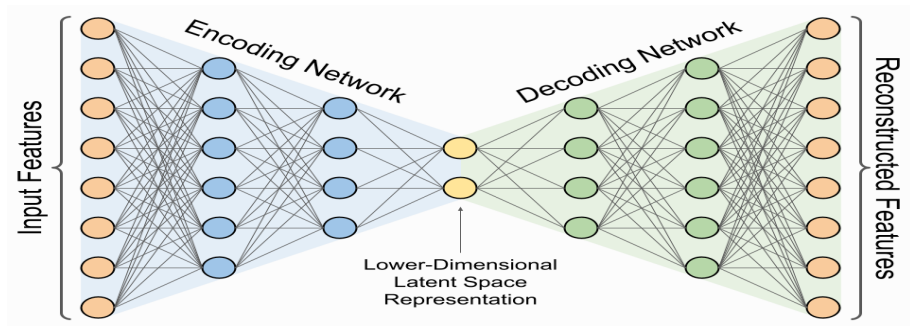 Input Features
Encoding Network
Lower-Dimensional
Latent Space
Representation
Decoding Network
Reconstructed Features